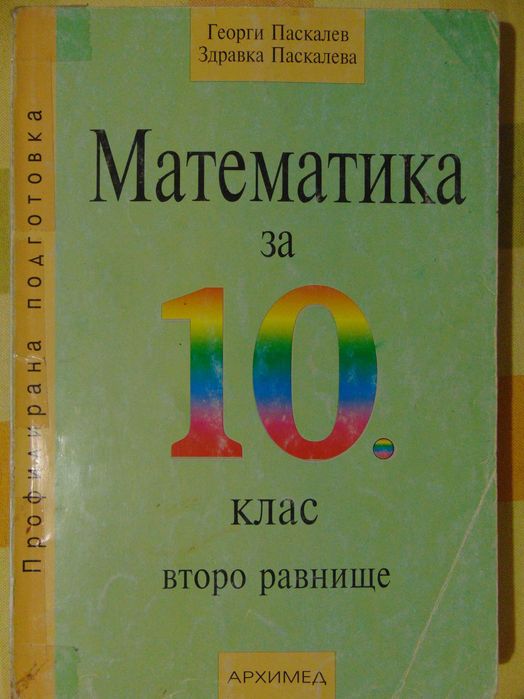 Георги Паскалев
Здравка Паскалева
Математика
за
10.
клас
второ равнище
АРХИМЕД
Профилирана подготовка